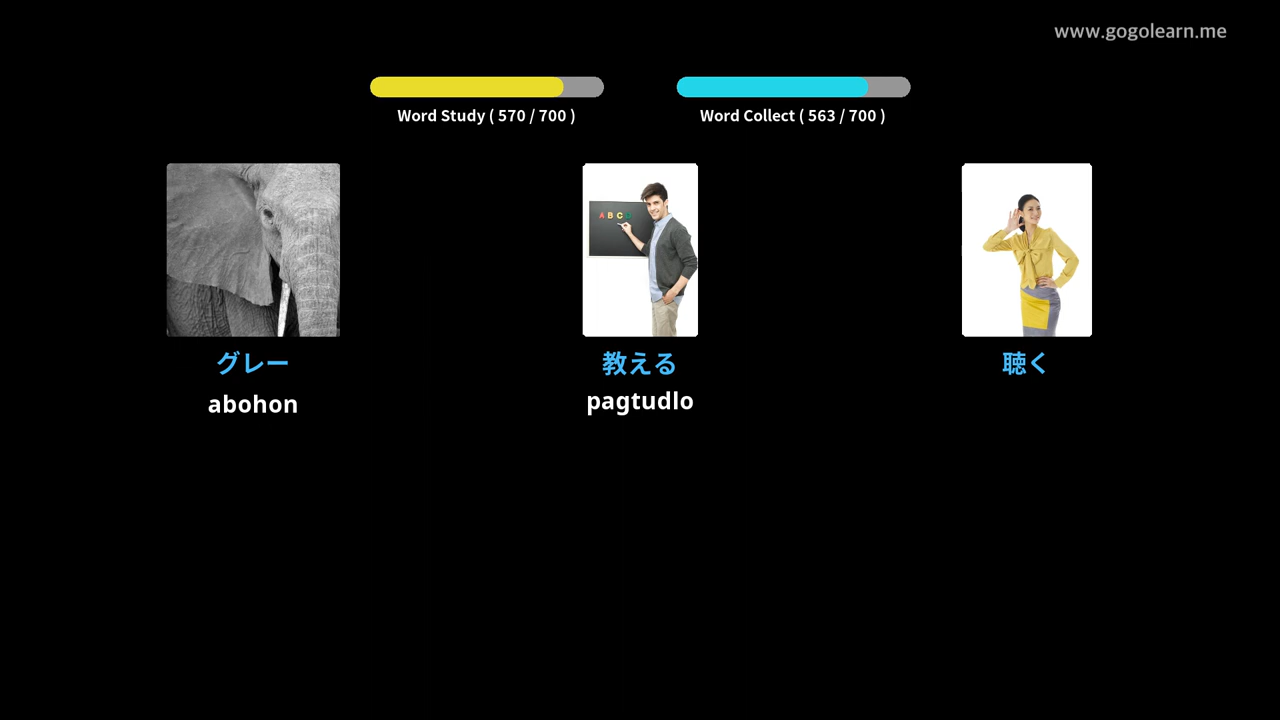 www.gogolearn.me
Word Study ( 570 / 700 )
Word Collect ( 563 / 700 )
A B C D
グレー
教える
聴く
abohon
pagtudlo